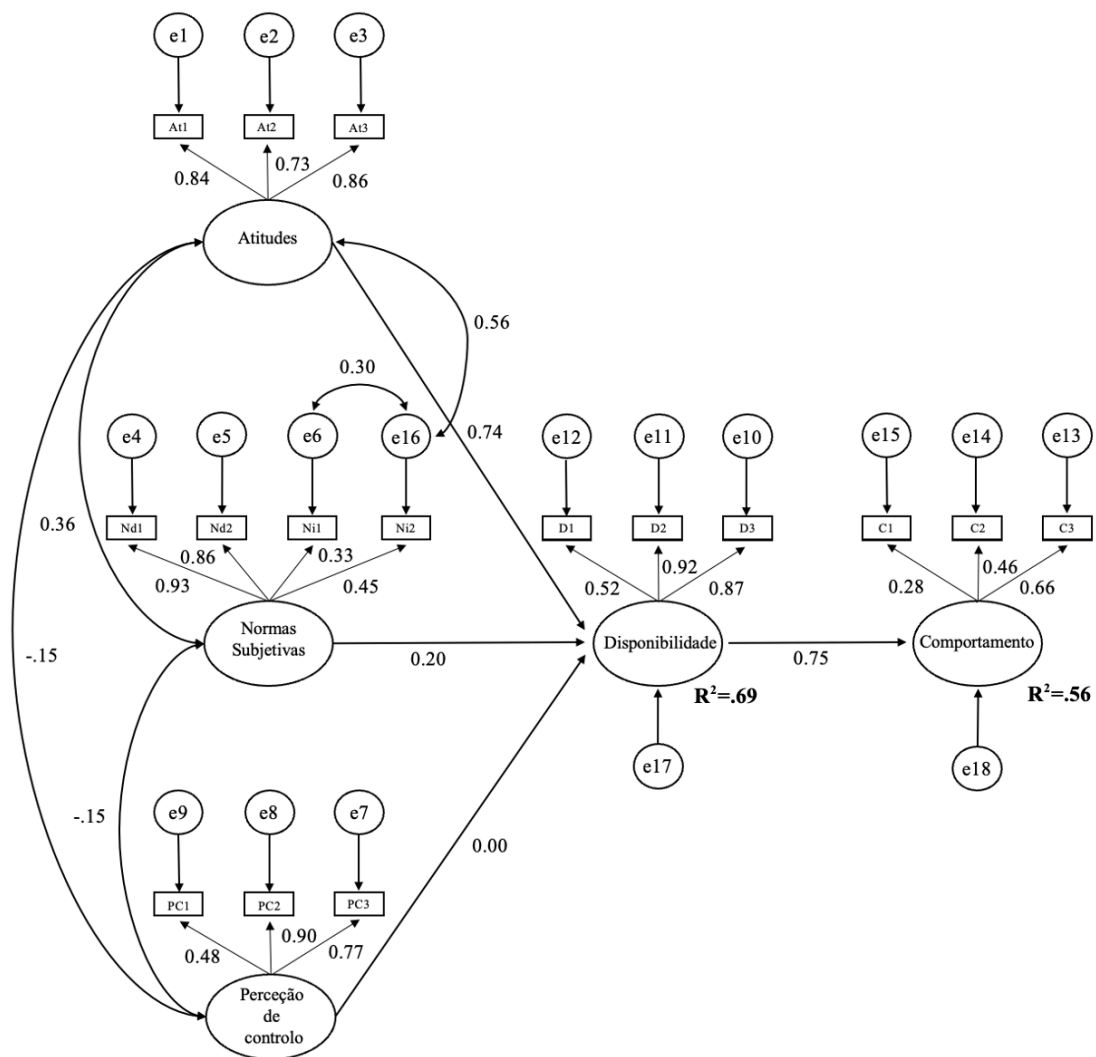 e1 e2 e3
At1 At2 At3
0.84 0.73 0.86
Atitudes
0.56
0.30
e4 e5 e6 e16 0.74 e12 e11 e10 e15 e14 e13
0.36 Nd1 Nd2 Ni1 Ni2 D1 D2 D3 C1 C2 C3
0.93 0.86 0.33 0.45 0.52 0.92 0.87 0.28 0.46 0.66
-.15
Normas
Subjetivas
0.20
Disponibilidade
0.75
Comportamento
R²=.69 R²=.56
e17 e18
-.15
e9 e8 e7
0.00
PC1 PC2 PC3
0.48 0.90 0.77
Perceção
de
controlo